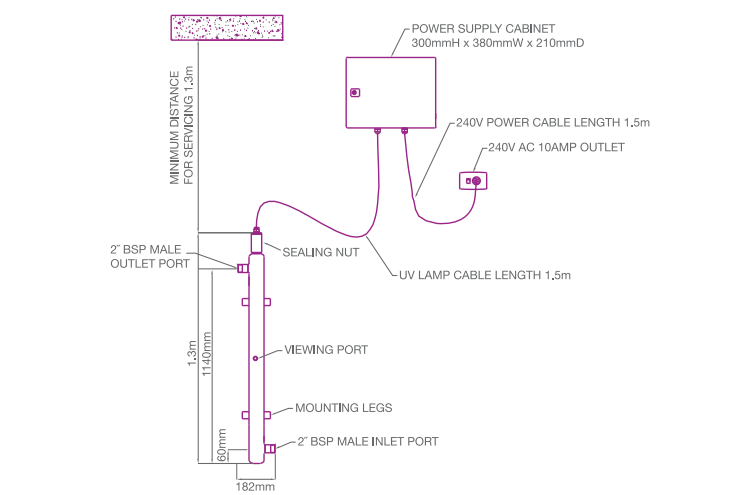 POWER SUPPLY CABINET
300mmH x 380mmW x 210mmD
MINIMUM DISTANCE
FOR SERVICING 1.3m
240V POWER CABLE LENGTH 1.5m
240V AC 10AMP OUTLET
2″ BSP MALE
OUTLET PORT
SEALING NUT
UV LAMP CABLE LENGTH 1.5m
1.3m
1140mm
VIEWING PORT
MOUNTING LEGS
60mm
2″ BSP MALE INLET PORT
182mm